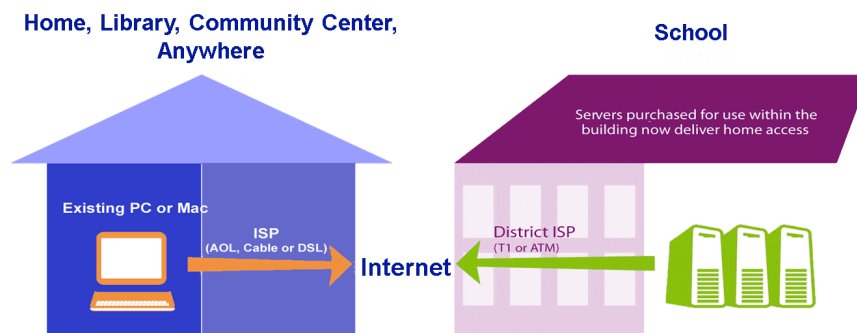 Home, Library, Community Center,
Anywhere
School
Servers purchased for use within the
building now deliver home access
Existing PC or Mac
ISP
(AOL, Cable or DSL)
Internet
District ISP
(T1 or ATM)